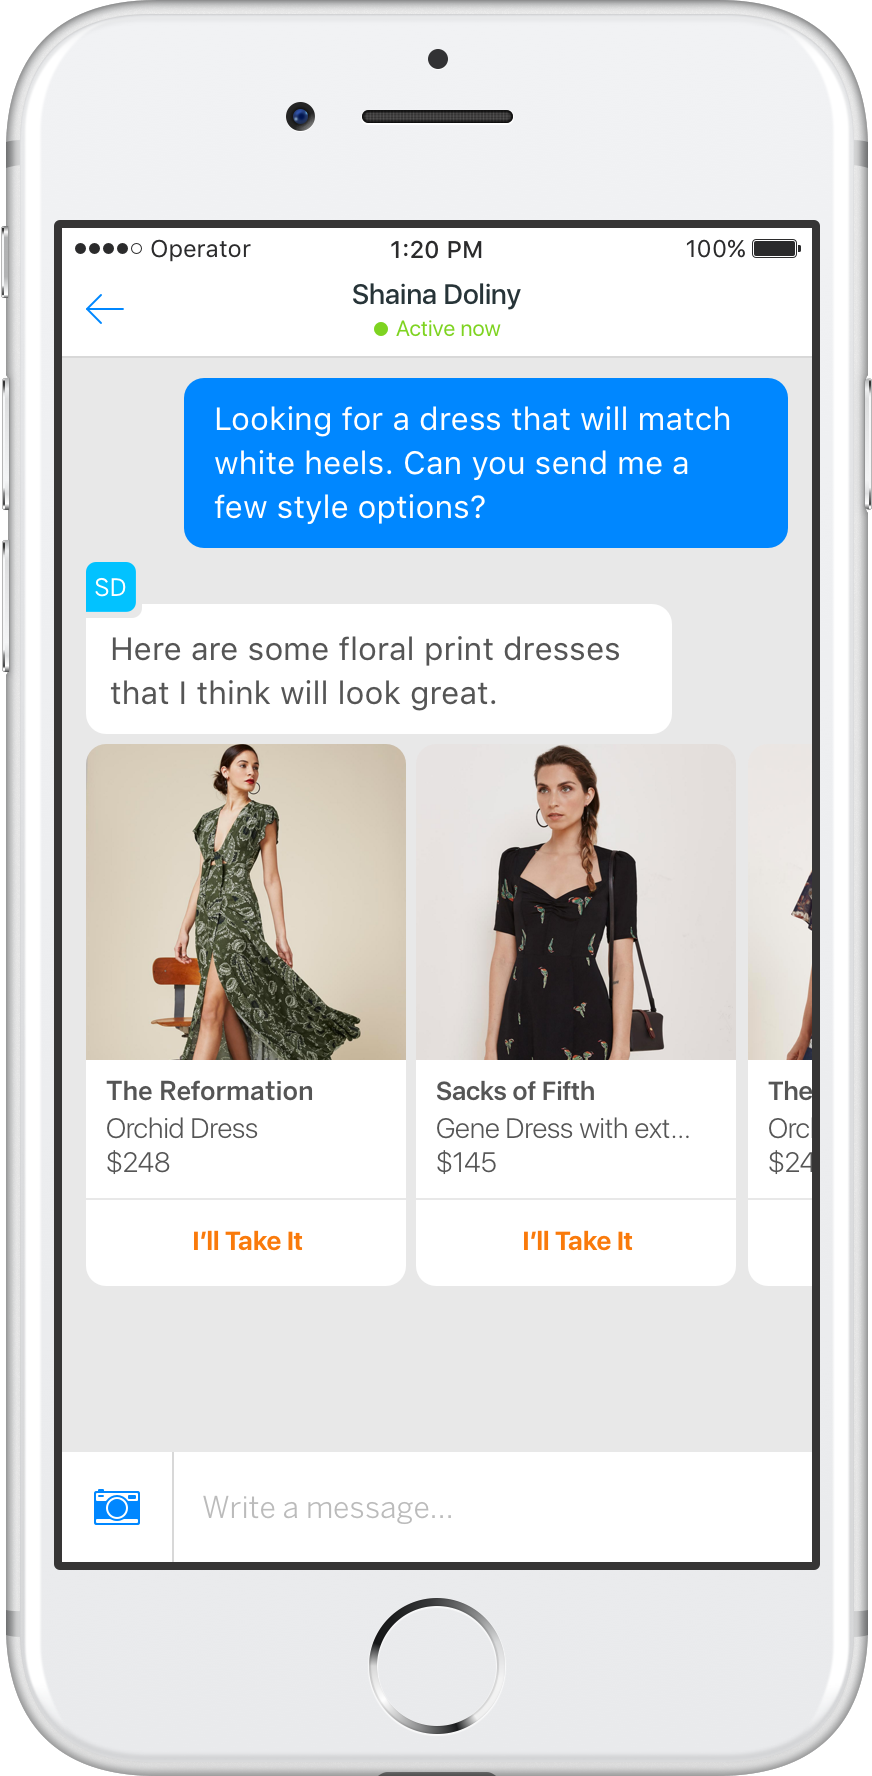 Operator 1:20 PM 100%
Shaina Doliny
Active now
Looking for a dress that will match
white heels. Can you send me a
few style options?
SD
Here are some floral print dresses
that I think will look great.
The Reformation
Orchid Dress
$248
I’ll Take It
Sacks of Fifth
Gene Dress with ext...
$145
I’ll Take It
The
Orc
$24
Write a message...